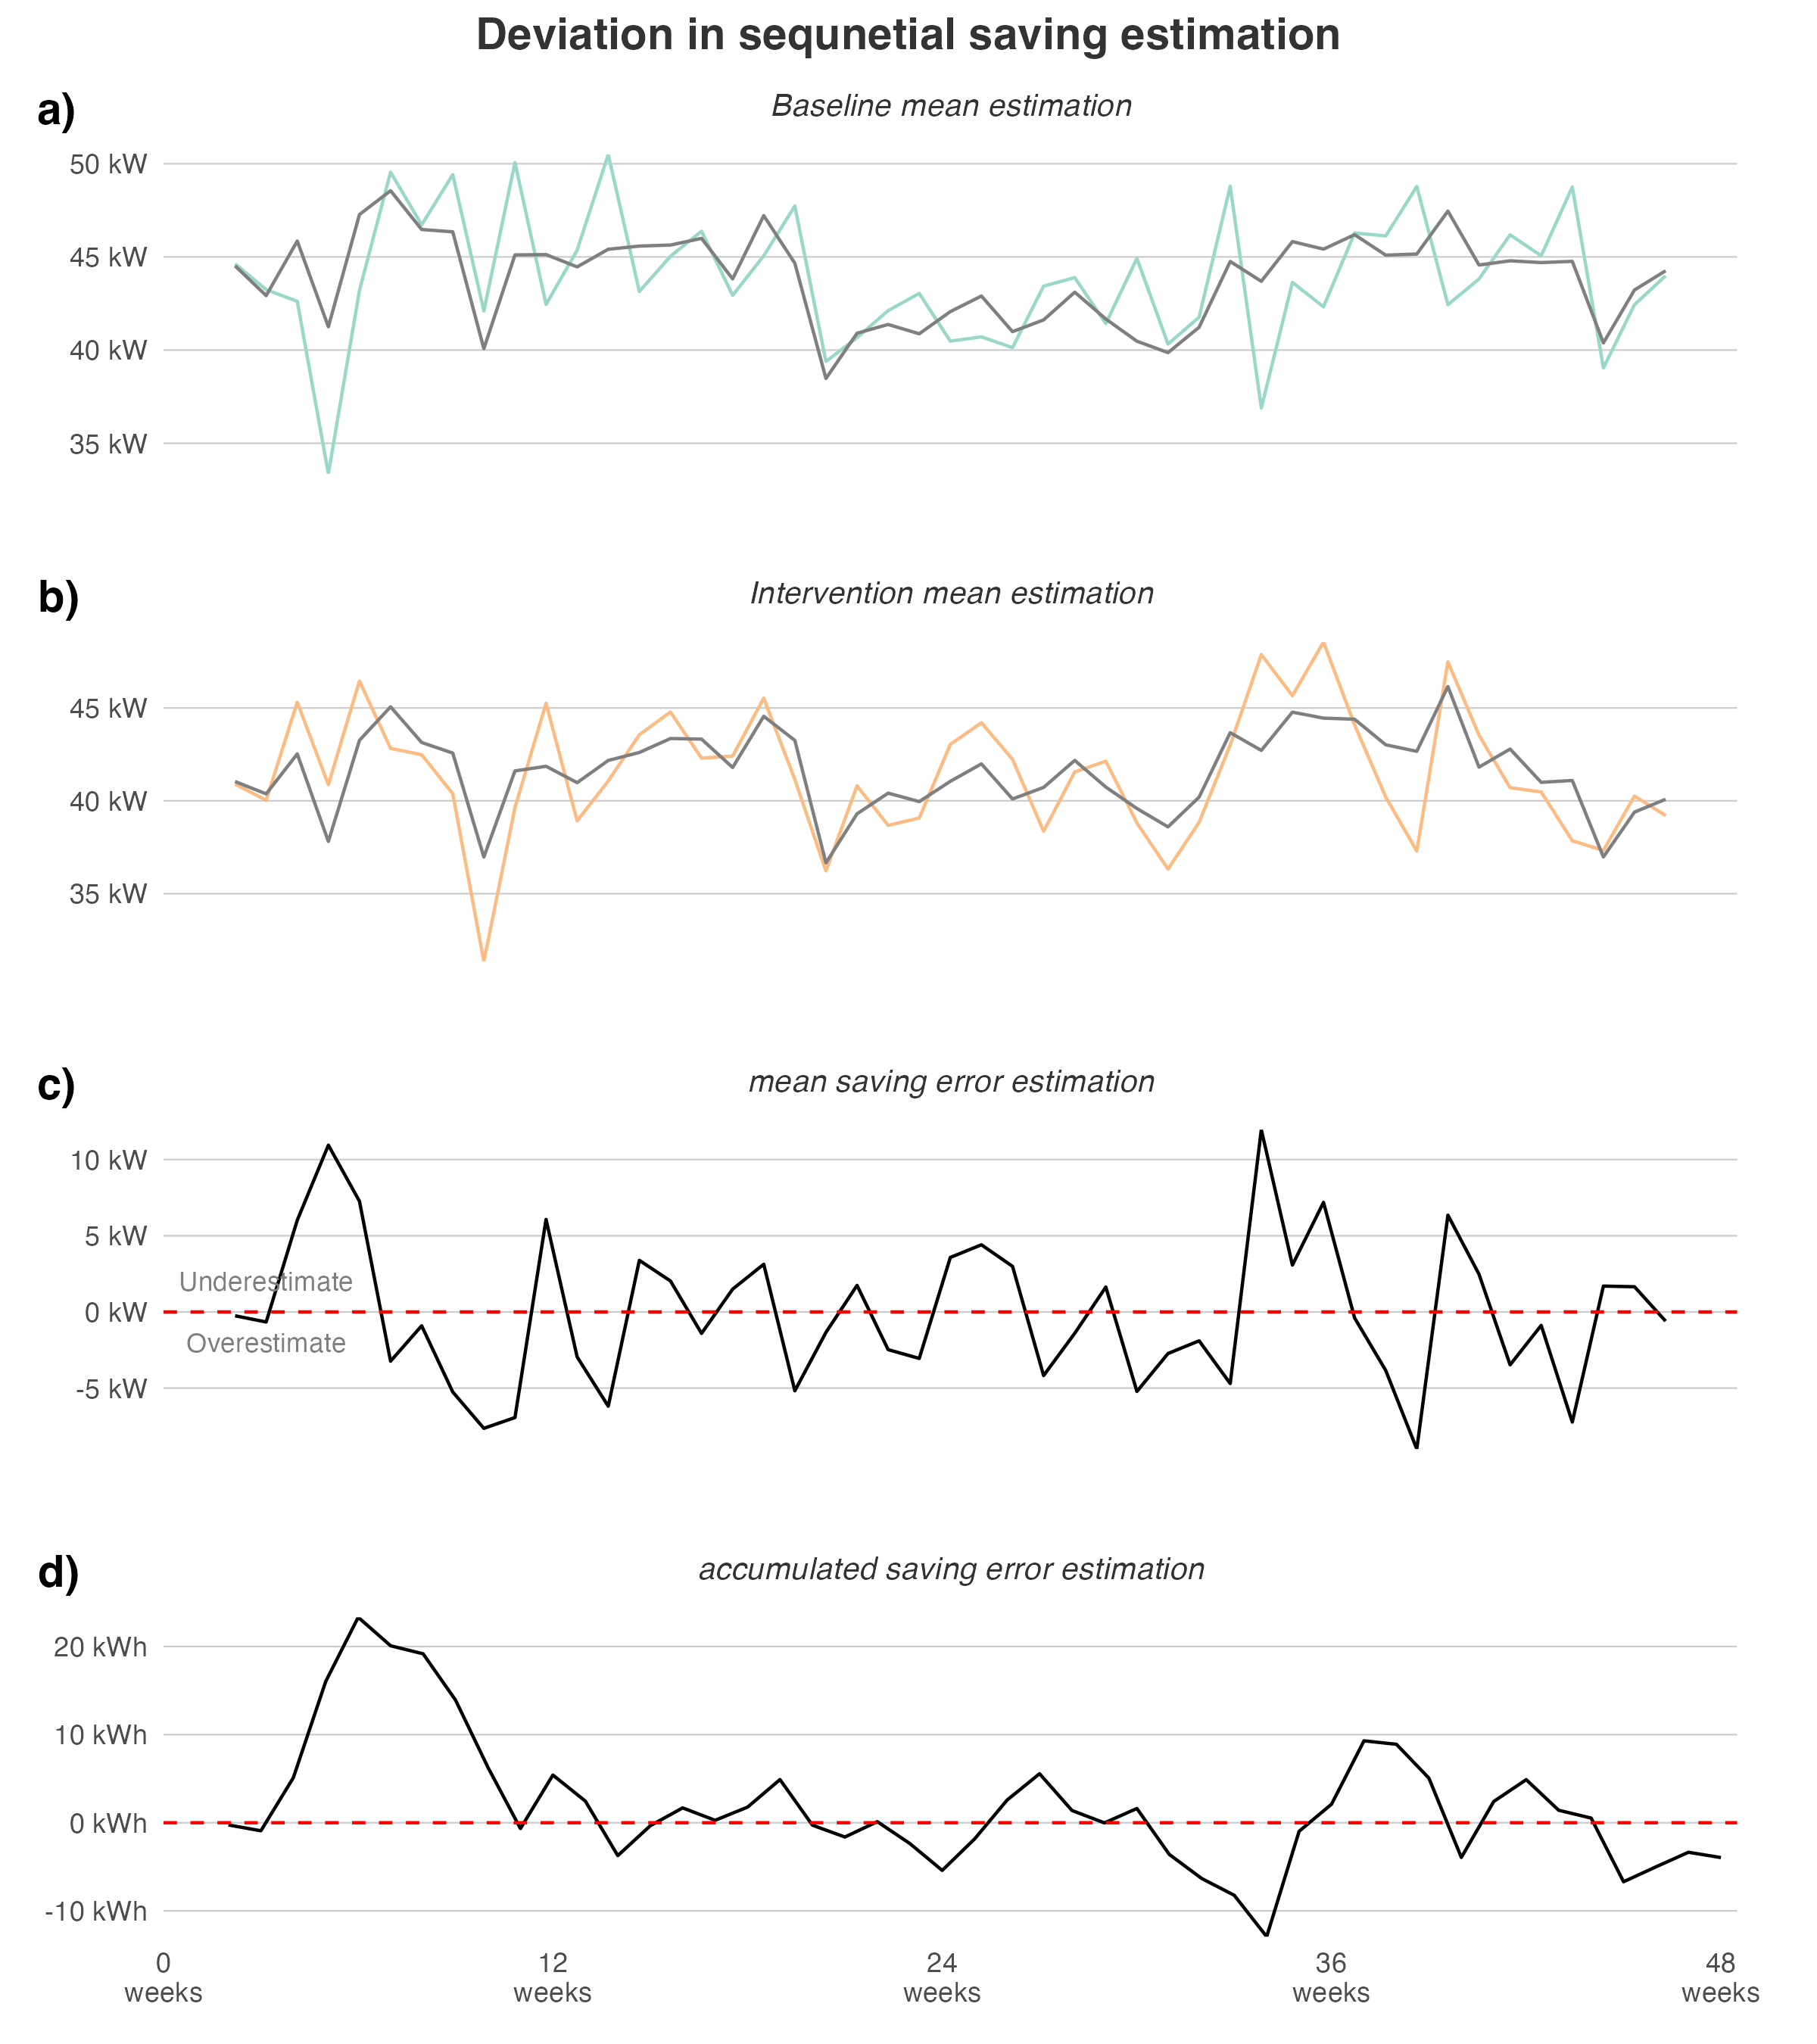 Deviation in sequnetial saving estimation
a)
Baseline mean estimation
50 kW
45 kW
40 kW
35 kW
b)
Intervention mean estimation
45 kW
40 kW
35 kW
c)
mean saving error estimation
10 kW
5 kW
Underestimate
0 kW
Overestimate
-5 kW
d)
accumulated saving error estimation
20 kWh
10 kWh
0 kWh
-10 kWh
0 12 24 36 48
weeks weeks weeks weeks weeks